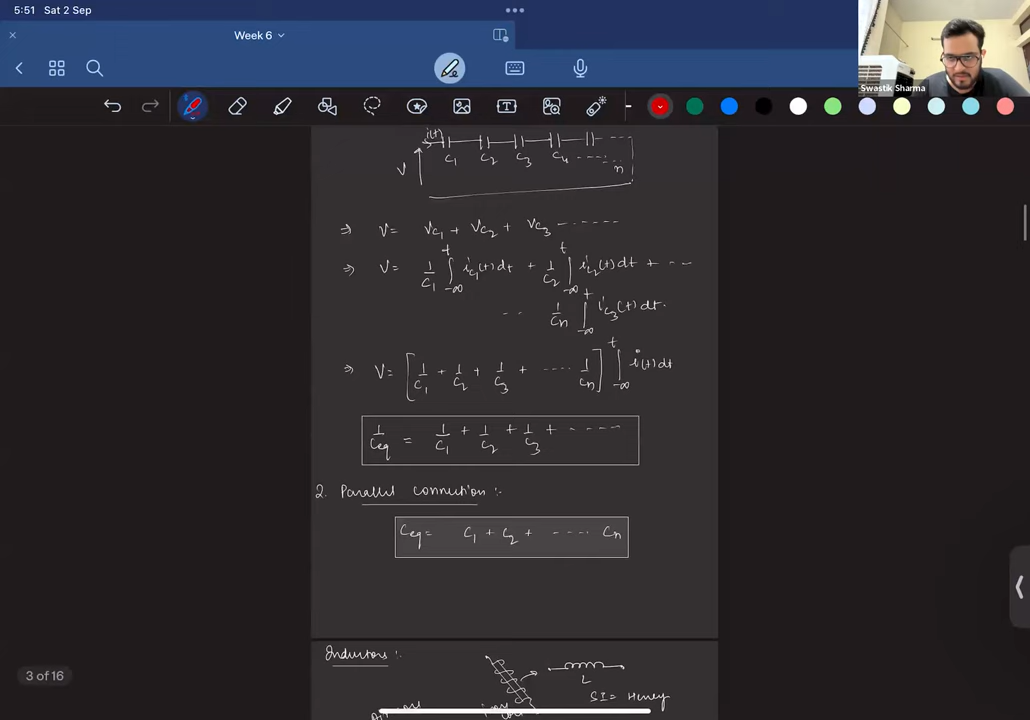 5:51 Sat 2 Sep
Week 6
Swastik Sharma
i(t)
V C1 C2 C3 C4 ----- n
⇒ V = VC1 + VC2 + VC3 ------
⇒ V = 1/C1 ∫_{-∞}^{t} iC1(t)dt + 1/C2 ∫_{-∞}^{t} iC2(t)dt + ---
-- 1/Cn ∫_{-∞}^{t} iC3(t)dt.
⇒ V = [1/C1 + 1/C2 + 1/C3 + ---- 1/Cn] ∫_{-∞}^{t} i(t)dt
1/Ceq = 1/C1 + 1/C2 + 1/C3 + -----
2. Parallel connection :-
Ceq = C1 + C2 + ---- Cn
Inductors :-
L
SI = Henry
3 of 16